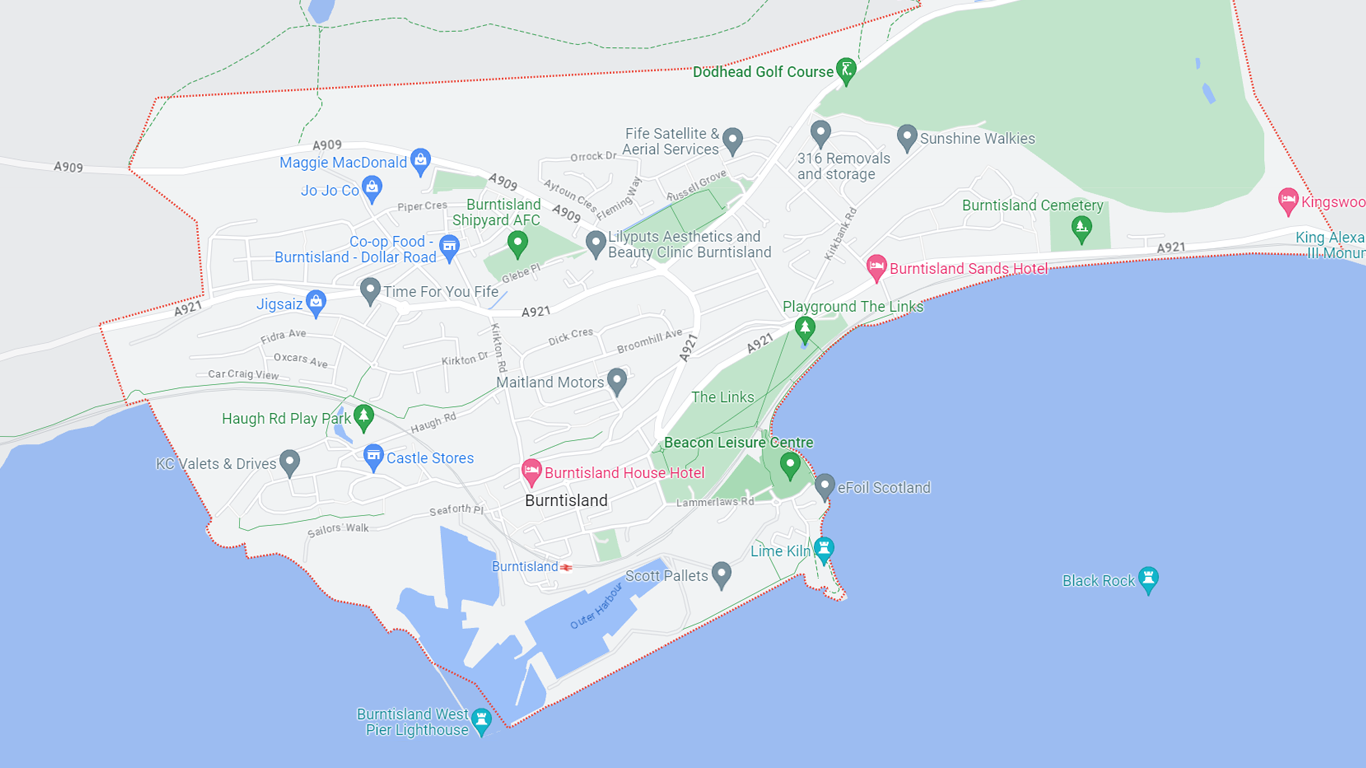 Dodhead Golf Course
Fife Satellite &
Aerial Services
Sunshine Walkies
316 Removals
and storage
A909
A909
Maggie MacDonald
Orrock Dr
A909
Jo Jo Co
Aytoun Cres
Fleming Way
Russell Grove
Piper Cres
Burntisland
Shipyard AFC
A909
Kirkbank Rd
Burntisland Cemetery
Kingswoo
Co-op Food -
Burntisland - Dollar Road
Lilyputs Aesthetics and
Beauty Clinic Burntisland
A921
King Alexa
III Monum
Glebe Pl
Burntisland Sands Hotel
Time For You Fife
Jigsaiz
A921
A921
Playground The Links
Fidra Ave
Kirkton Rd
Dick Cres
Broomhill Ave
A921
A921
Oxcars Ave
Kirkton Dr
Car Craig View
Maitland Motors
The Links
Haugh Rd Play Park
Haugh Rd
Beacon Leisure Centre
KC Valets & Drives
Castle Stores
Burntisland House Hotel
eFoil Scotland
Burntisland
Lammerlaws Rd
Seaforth Pl
Sailors' Walk
Lime Kiln
Burntisland
Scott Pallets
Black Rock
Outer Harbour
Burntisland West
Pier Lighthouse